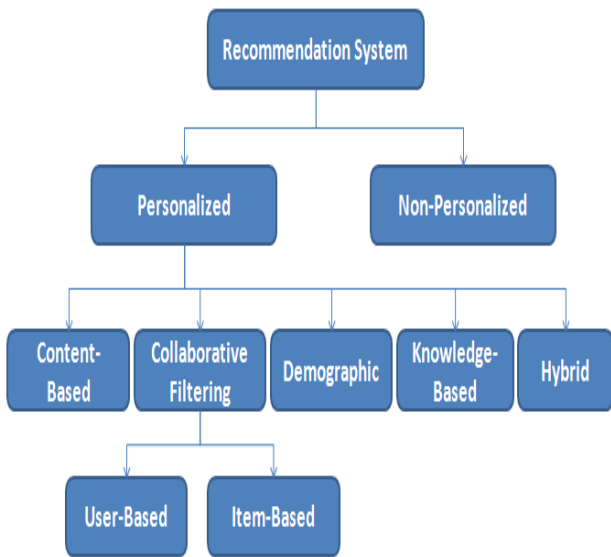 Recommendation System
Personalized
Non-Personalized
Content-
Based
Collaborative
Filtering
Demographic
Knowledge-
Based
Hybrid
User-Based
Item-Based